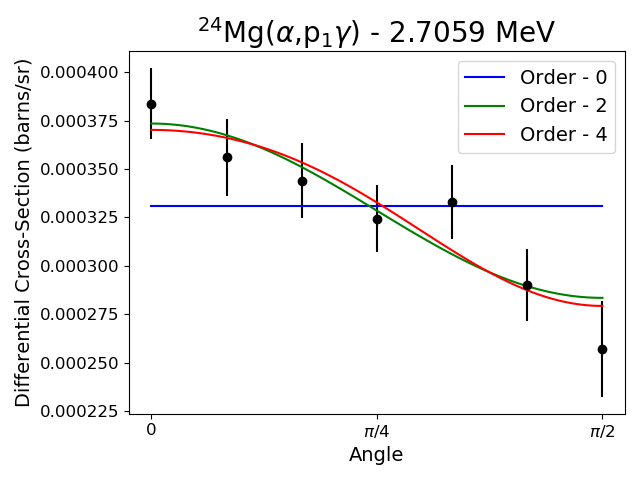 ²⁴Mg(α,p₁γ) - 2.7059 MeV
Differential Cross-Section (barns/sr)
0.000400
0.000375
0.000350
0.000325
0.000300
0.000275
0.000250
0.000225
Order - 0
Order - 2
Order - 4
0
π/4
π/2
Angle